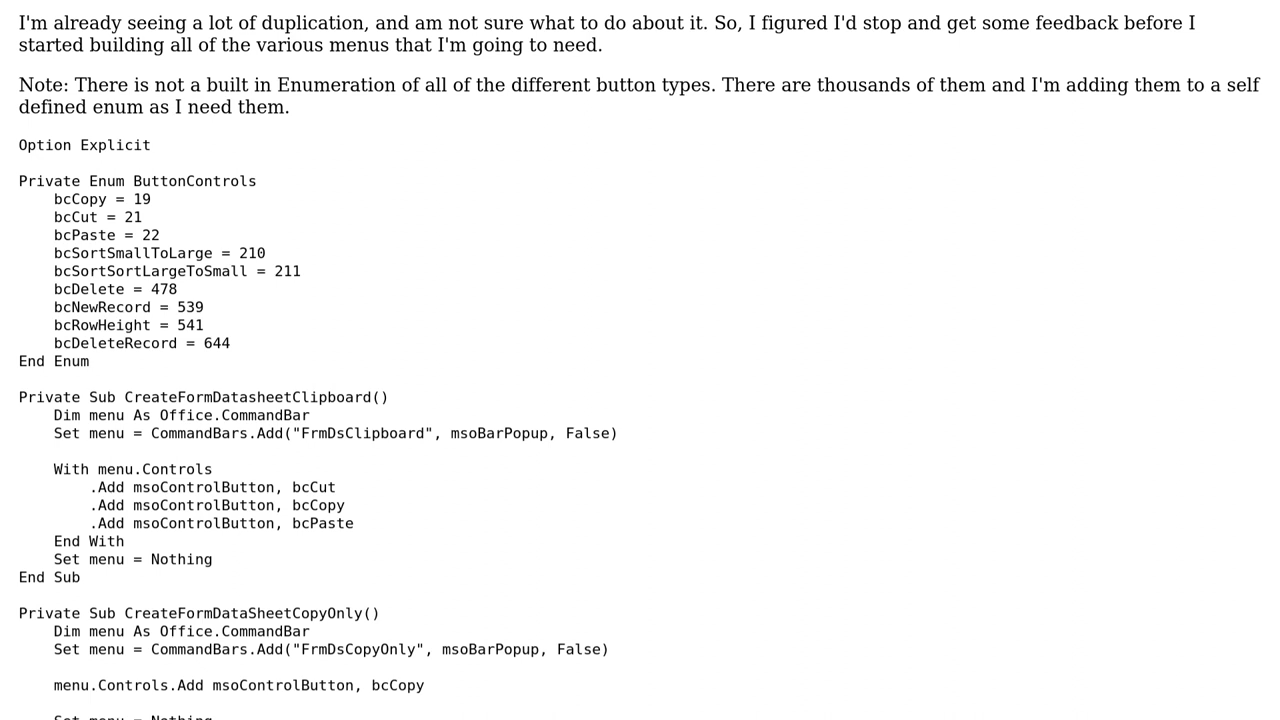 I'm already seeing a lot of duplication, and am not sure what to do about it. So, I figured I'd stop and get some feedback before I
started building all of the various menus that I'm going to need.
Note: There is not a built in Enumeration of all of the different button types. There are thousands of them and I'm adding them to a self
defined enum as I need them.
Option Explicit
Private Enum ButtonControls
    bcCopy = 19
    bcCut = 21
    bcPaste = 22
    bcSortSmallToLarge = 210
    bcSortSortLargeToSmall = 211
    bcDelete = 478
    bcNewRecord = 539
    bcRowHeight = 541
    bcDeleteRecord = 644
End Enum
Private Sub CreateFormDatasheetClipboard()
    Dim menu As Office.CommandBar
    Set menu = CommandBars.Add("FrmDsClipboard", msoBarPopup, False)
    With menu.Controls
        .Add msoControlButton, bcCut
        .Add msoControlButton, bcCopy
        .Add msoControlButton, bcPaste
    End With
    Set menu = Nothing
End Sub
Private Sub CreateFormDataSheetCopyOnly()
    Dim menu As Office.CommandBar
    Set menu = CommandBars.Add("FrmDsCopyOnly", msoBarPopup, False)
    menu.Controls.Add msoControlButton, bcCopy
    Set menu = Nothing